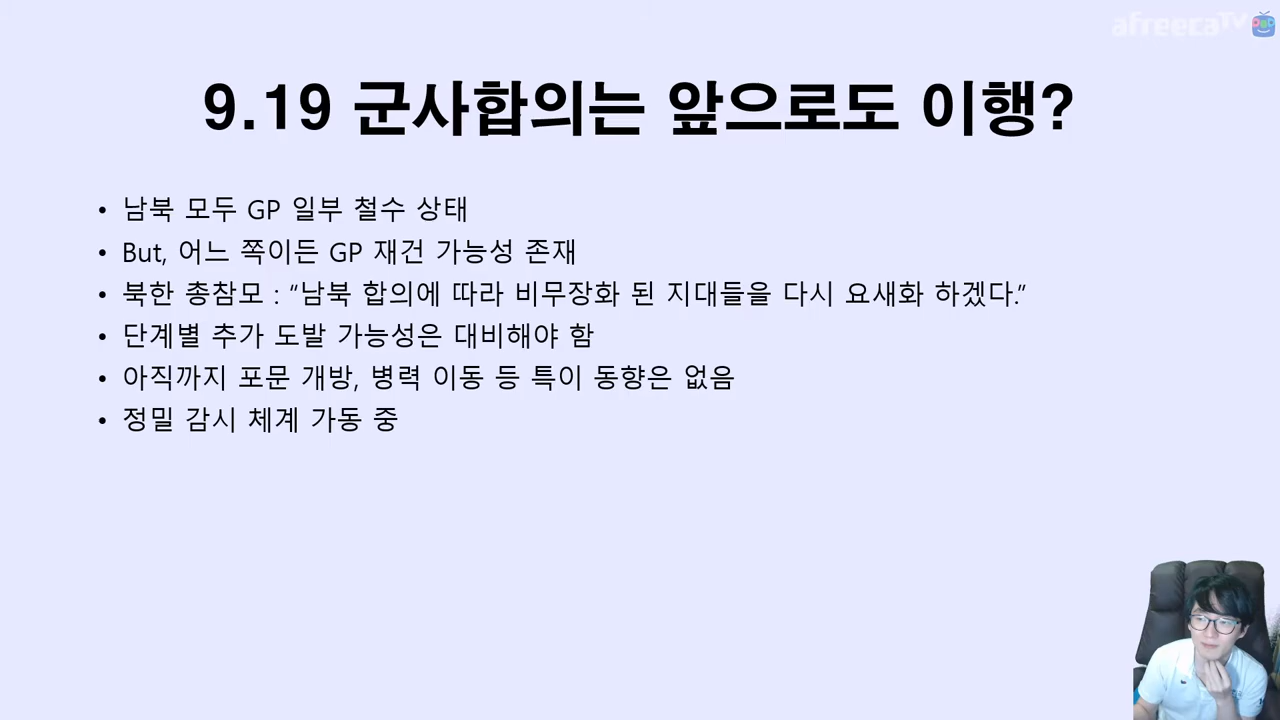 afreecaTV
9.19 군사합의는 앞으로도 이행?
• 남북 모두 GP 일부 철수 상태
• But, 어느 쪽이든 GP 재건 가능성 존재
• 북한 총참모 : “남북 합의에 따라 비무장화 된 지대들을 다시 요새화 하겠다.”
• 단계별 추가 도발 가능성은 대비해야 함
• 아직까지 포문 개방, 병력 이동 등 특이 동향은 없음
• 정밀 감시 체계 가동 중